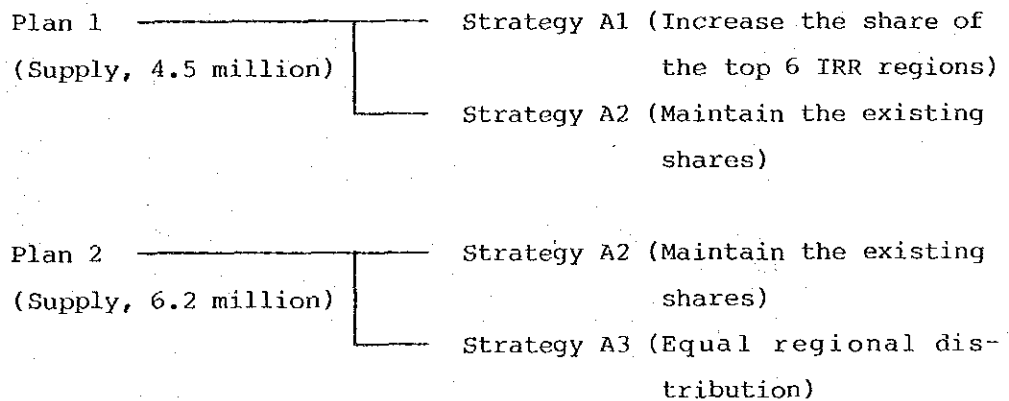 Plan 1 Strategy A1 (Increase the share of
(Supply, 4.5 million) the top 6 IRR regions)
Strategy A2 (Maintain the existing
shares)
Plan 2 Strategy A2 (Maintain the existing
(Supply, 6.2 million) shares)
Strategy A3 (Equal regional dis-
tribution)